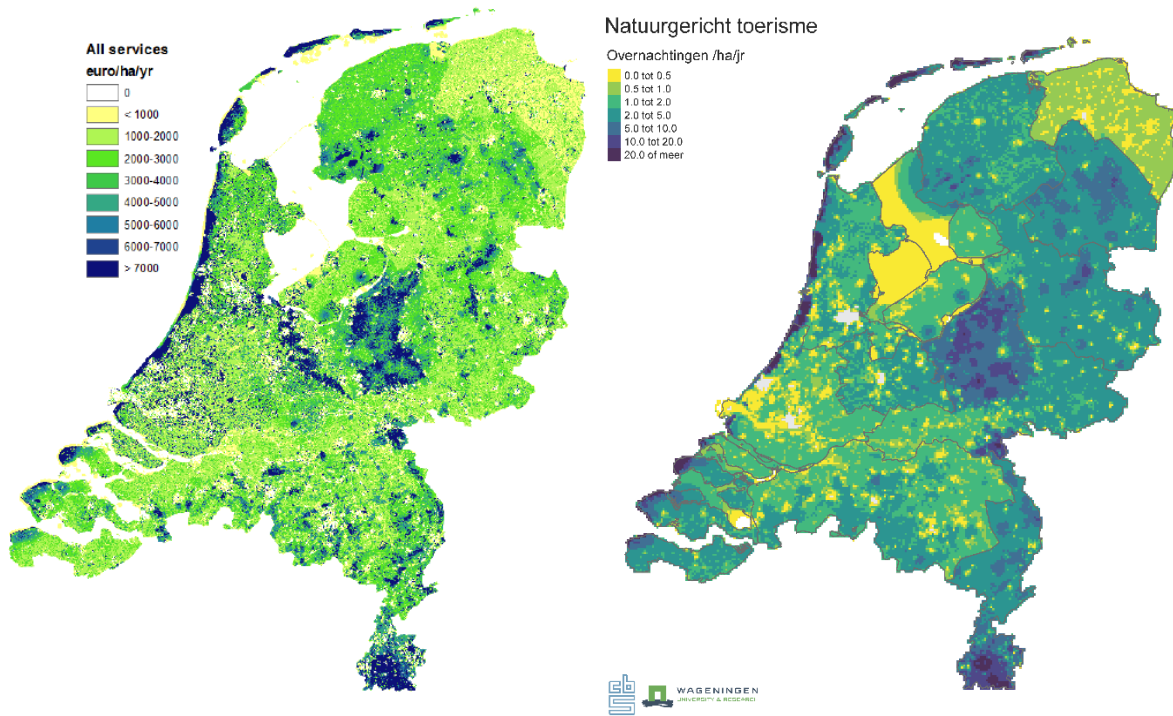 All services
euro/ha/yr
0
< 1000
1000-2000
2000-3000
3000-4000
4000-5000
5000-6000
6000-7000
> 7000
Natuurgericht toerisme
Overnachtingen /ha/jr
0.0 tot 0.5
0.5 tot 1.0
1.0 tot 2.0
2.0 tot 5.0
5.0 tot 10.0
10.0 tot 20.0
20.0 of meer
cbs
WAGENINGEN
UNIVERSITY & RESEARCH